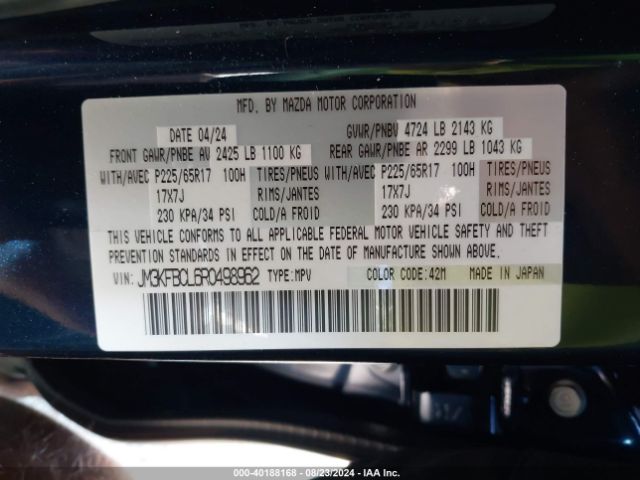 MFD. BY MAZDA MOTOR CORPORATION
DATE 04/24 GVWR/PNBV 4724 LB 2143 KG
FRONT GAWR/PNBE AV 2425 LB 1100 KG REAR GAWR/PNBE AR 2299 LB 1043 KG
WITH/AVEC P225/65R17 100H TIRES/PNEUS WITH/AVEC P225/65R17 100H TIRES/PNEUS
17X7J RIMS/JANTES 17X7J RIMS/JANTES
230 KPA/34 PSI COLD/A FROID 230 KPA/34 PSI COLD/A FROID
THIS VEHICLE CONFORMS TO ALL APPLICABLE FEDERAL MOTOR VEHICLE SAFETY AND THEFT
PREVENTION STANDARDS IN EFFECT ON THE DATE OF MANUFACTURE SHOWN ABOVE.
VIN: JM3KFBCL6R0498962 TYPE:MPV COLOR CODE:42M MADE IN JAPAN
000-40188168 - 08/23/2024 - IAA Inc.